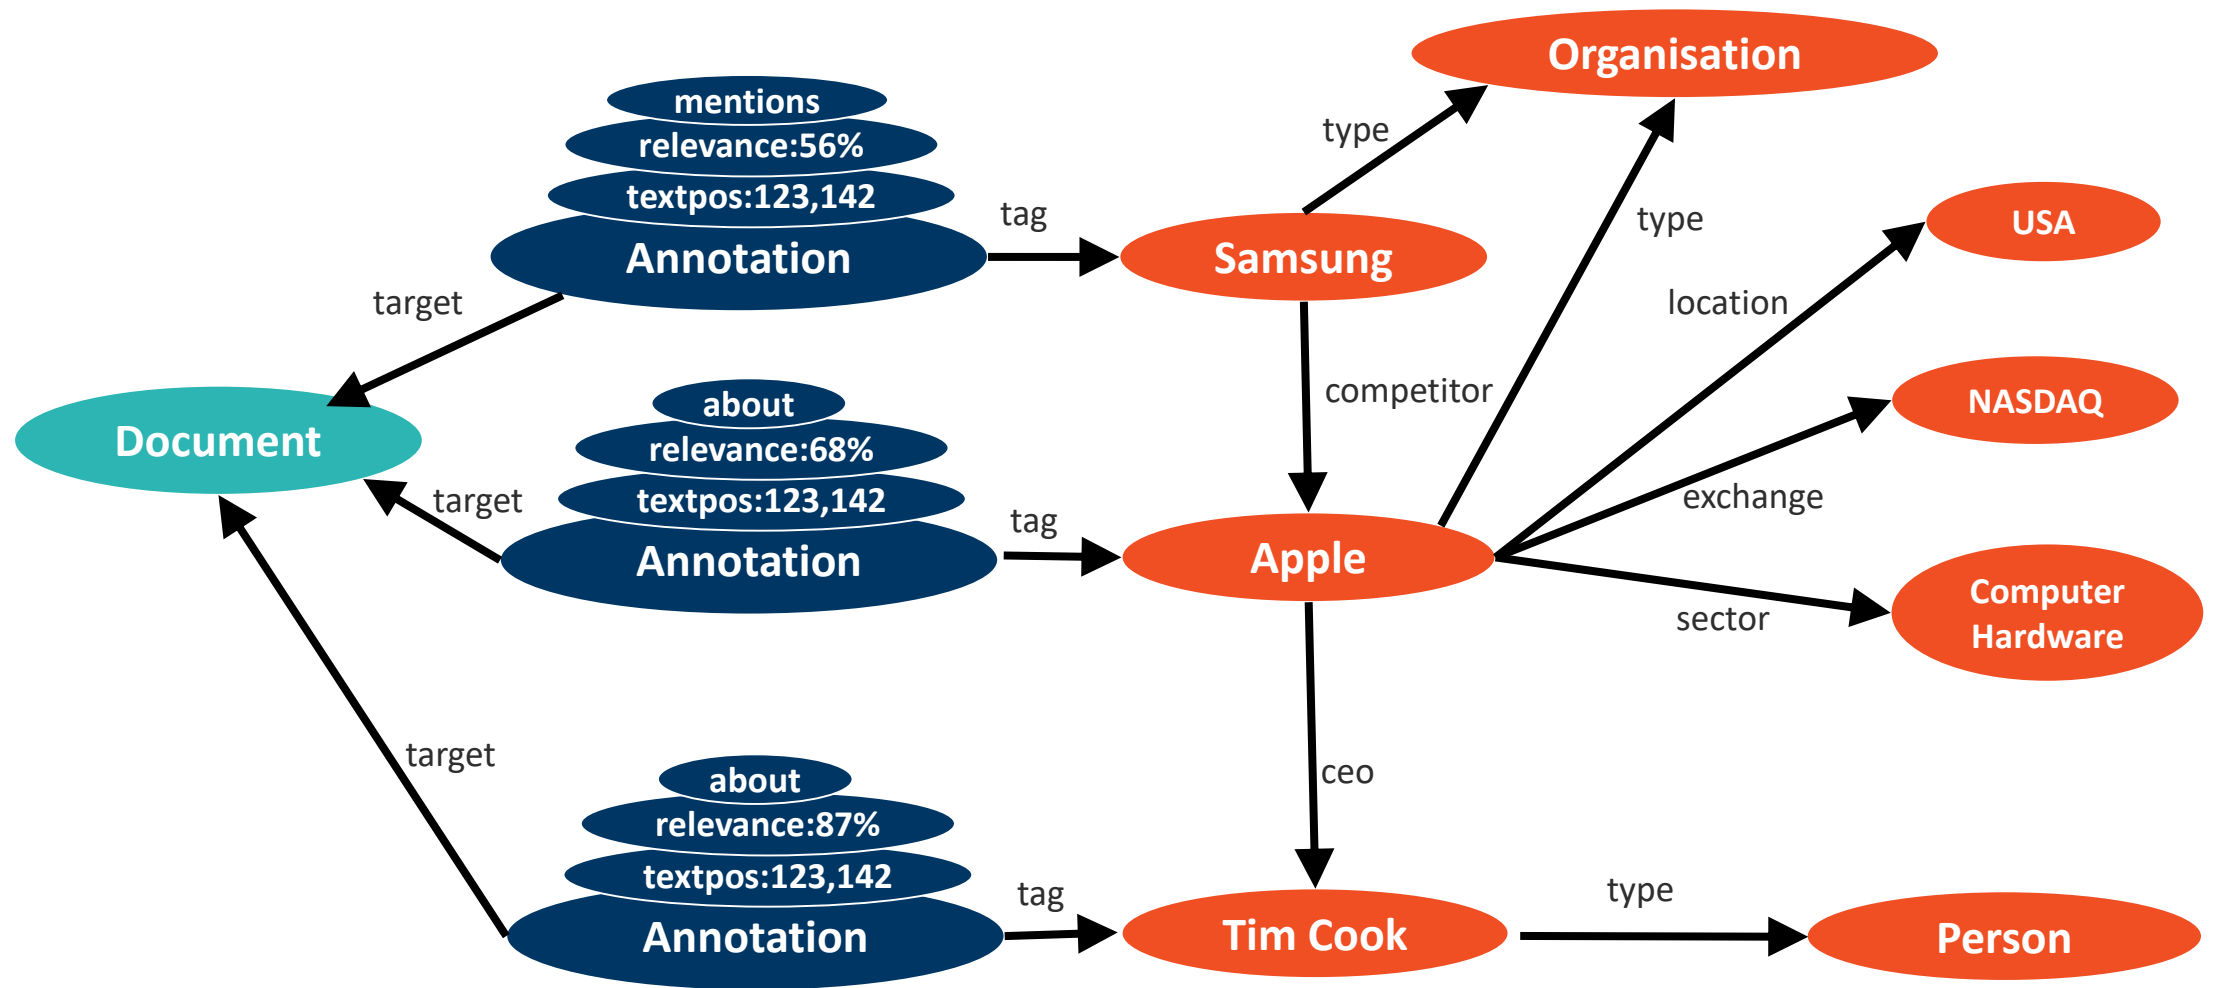 Organisation
mentions
relevance:56%
textpos:123,142
Annotation
type
tag
Samsung
type
USA
target
location
competitor
Document
about
relevance:68%
textpos:123,142
Annotation
NASDAQ
target
tag
exchange
Apple
Computer
Hardware
sector
target
ceo
about
relevance:87%
textpos:123,142
Annotation
tag
Tim Cook
type
Person